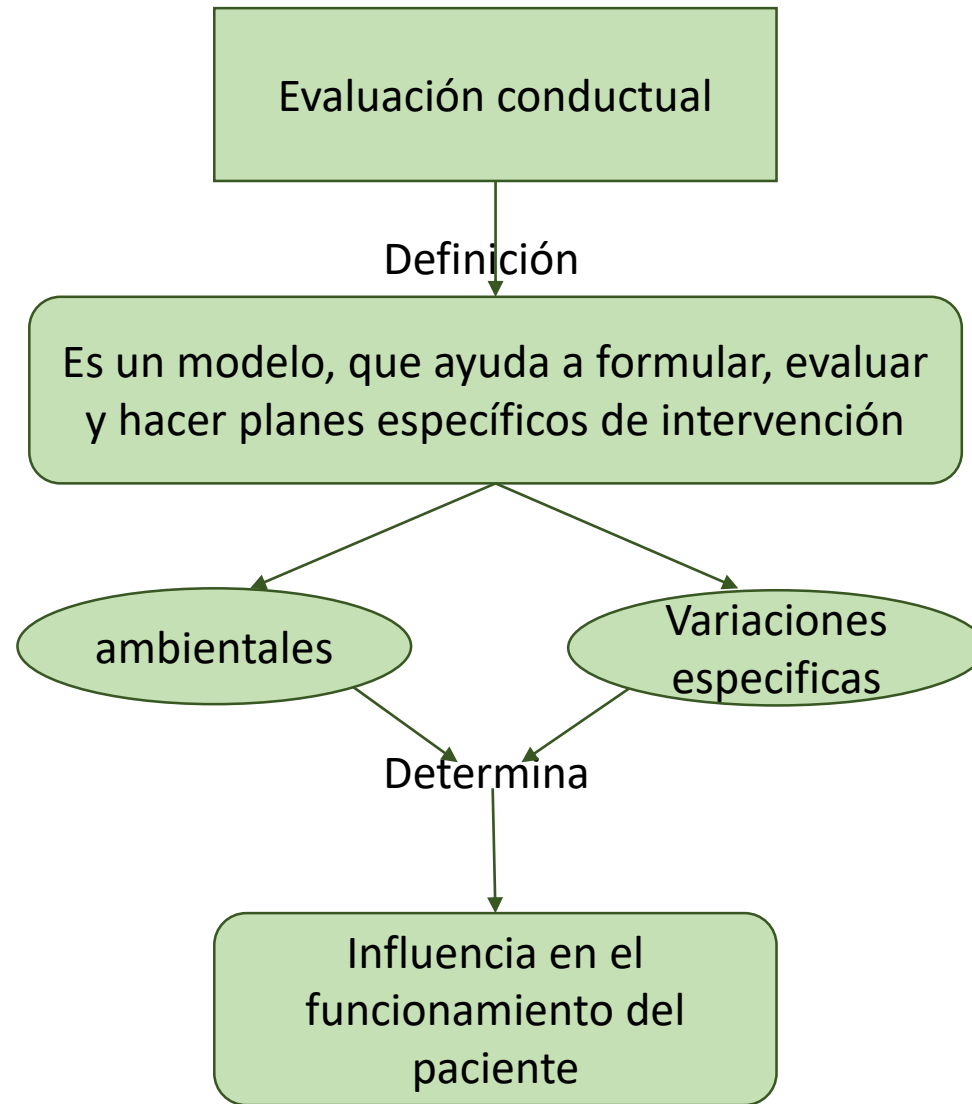 Evaluación conductual
Definición
Es un modelo, que ayuda a formular, evaluar
y hacer planes específicos de intervención
ambientales
Variaciones
especificas
Determina
Influencia en el
funcionamiento del
paciente